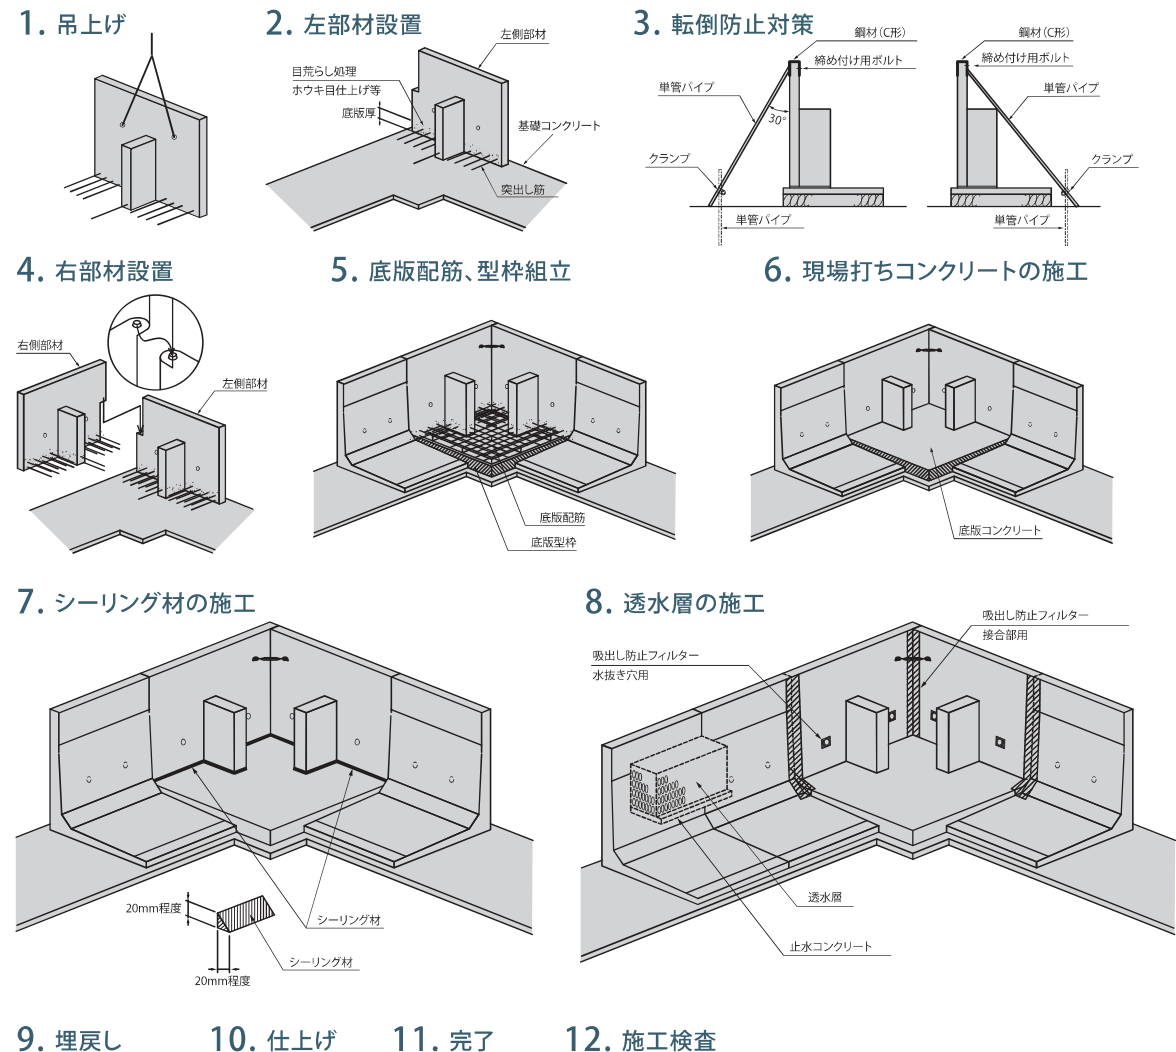 1. 吊上げ
2. 左部材設置
左側部材
目荒らし処理
ホウキ目仕上げ等
底版厚
基礎コンクリート
突出し筋
3. 転倒防止対策
鋼材(C形)
締め付け用ボルト
単管パイプ
30°
クランプ
単管パイプ
鋼材(C形)
締め付け用ボルト
単管パイプ
クランプ
単管パイプ
4. 右部材設置
右側部材
左側部材
5. 底版配筋、型枠組立
底版配筋
底版型枠
6. 現場打ちコンクリートの施工
底版コンクリート
7. シーリング材の施工
20mm程度
シーリング材
シーリング材
20mm程度
8. 透水層の施工
吸出し防止フィルター
接合部用
吸出し防止フィルター
水抜き穴用
透水層
止水コンクリート
9. 埋戻し
10. 仕上げ
11. 完了
12. 施工検査